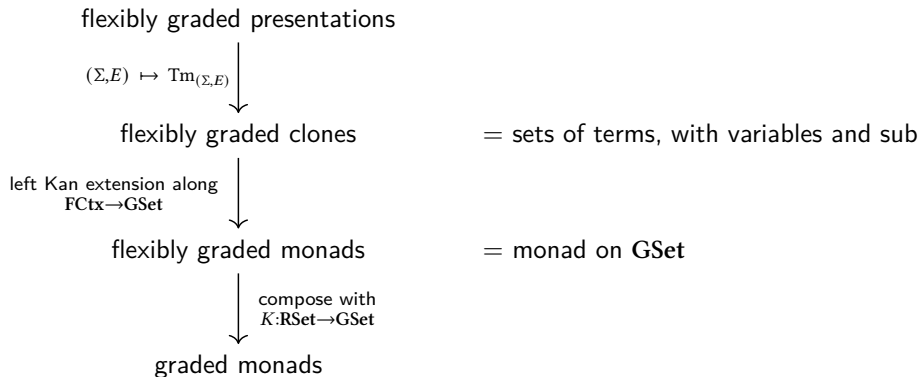 flexibly graded presentations
(Σ,E) ↦ Tm(Σ,E)
flexibly graded clones = sets of terms, with variables and sub
left Kan extension along
FCtx→GSet
flexibly graded monads = monad on GSet
compose with
K:RSet→GSet
graded monads